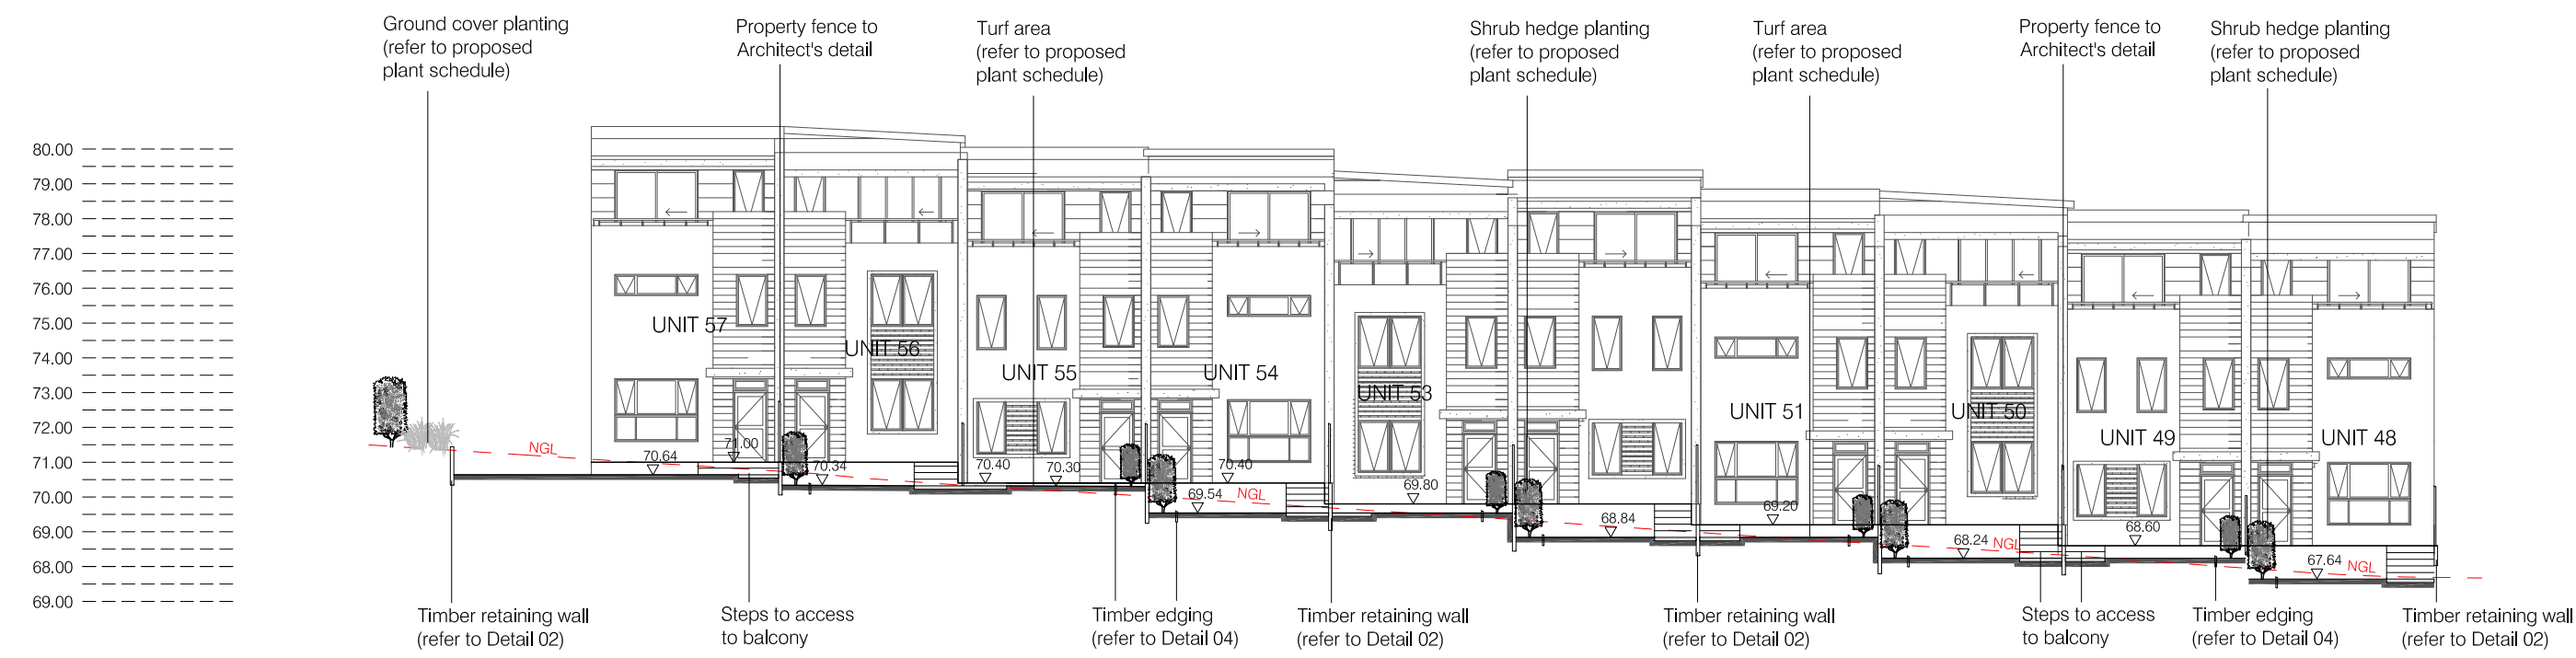 Ground cover planting
(refer to proposed
plant schedule)
Property fence to
Architect's detail
Turf area
(refer to proposed
plant schedule)
Shrub hedge planting
(refer to proposed
plant schedule)
Turf area
(refer to proposed
plant schedule)
Property fence to
Architect's detail
Shrub hedge planting
(refer to proposed
plant schedule)
80.00
79.00
78.00
77.00
76.00
75.00
74.00
73.00
72.00
71.00
70.00
69.00
68.00
69.00
UNIT 57
UNIT 56
UNIT 55
UNIT 54
UNIT 53
UNIT 51
UNIT 50
UNIT 49
UNIT 48
NGL
70.64
71.00
70.34
70.40
70.30
70.40
69.54
NGL
69.80
68.84
69.20
68.24
NGL
68.60
67.64
NGL
Timber retaining wall
(refer to Detail 02)
Steps to access
to balcony
Timber edging
(refer to Detail 04)
Timber retaining wall
(refer to Detail 02)
Timber retaining wall
(refer to Detail 02)
Steps to access
to balcony
Timber edging
(refer to Detail 04)
Timber retaining wall
(refer to Detail 02)